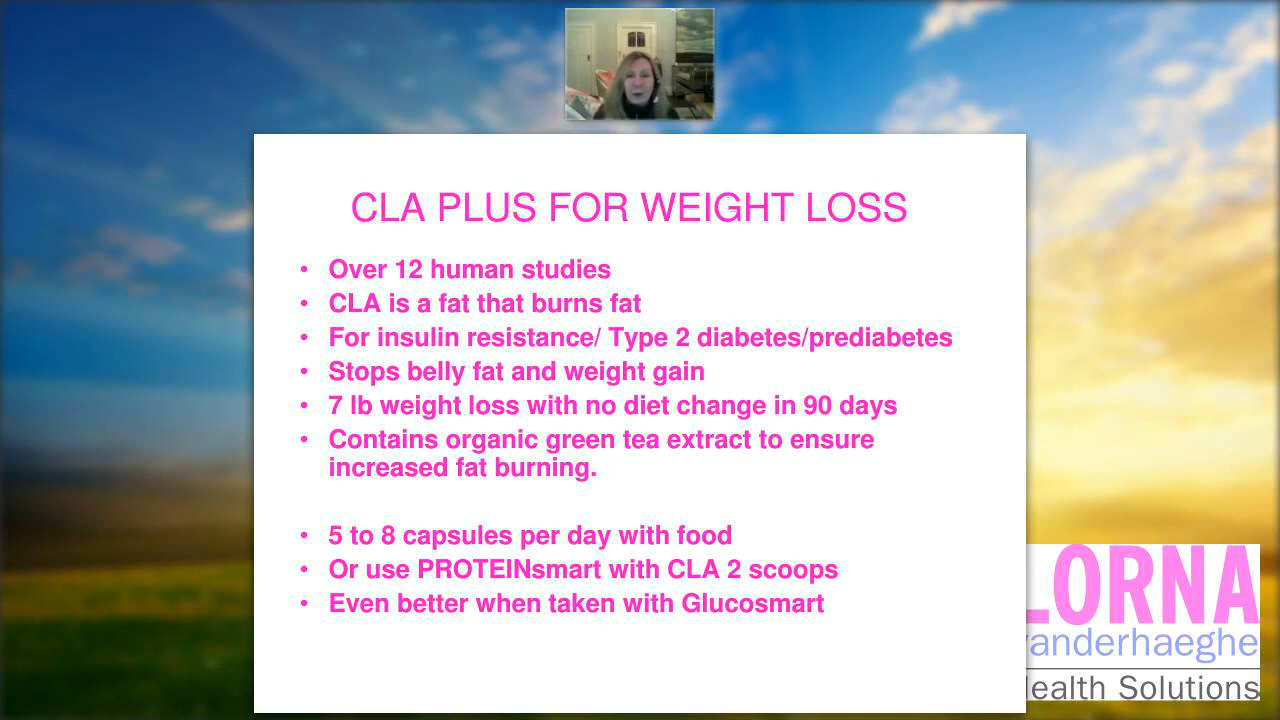 CLA PLUS FOR WEIGHT LOSS
• Over 12 human studies
• CLA is a fat that burns fat
• For insulin resistance/ Type 2 diabetes/prediabetes
• Stops belly fat and weight gain
• 7 lb weight loss with no diet change in 90 days
• Contains organic green tea extract to ensure
increased fat burning.
• 5 to 8 capsules per day with food
• Or use PROTEINsmart with CLA 2 scoops
• Even better when taken with Glucosmart
LORNA
vanderhaeghe
Health Solutions